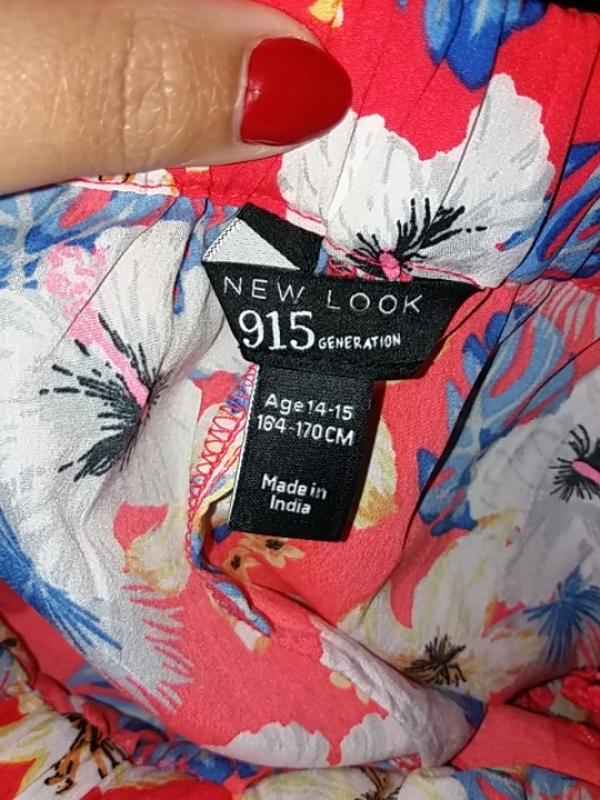 NEW LOOK
915 GENERATION
Age 14-15
164-170CM
Made in
India